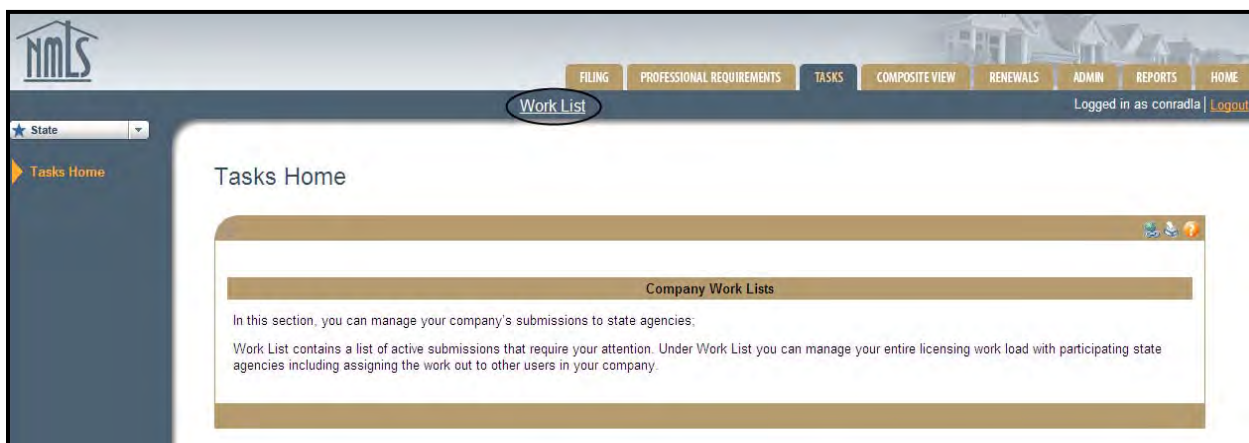 NMLS
FILING PROFESSIONAL REQUIREMENTS TASKS COMPOSITE VIEW RENEWALS ADMIN REPORTS HOME
Work List
Logged in as conradla | Logout
State
Tasks Home
Tasks Home
Company Work Lists
In this section, you can manage your company's submissions to state agencies;
Work List contains a list of active submissions that require your attention. Under Work List you can manage your entire licensing work load with participating state
agencies including assigning the work out to other users in your company.